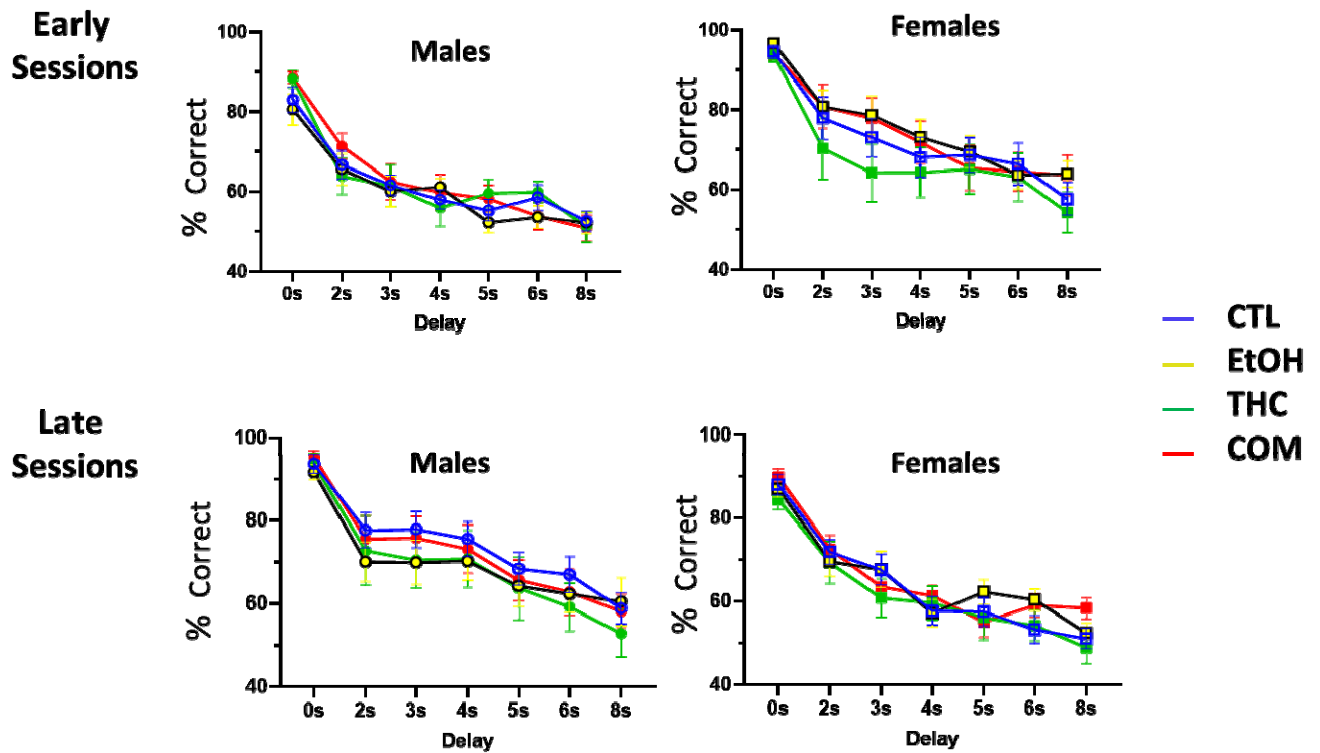 Early
Sessions
Males
% Correct
100
80
60
40
0s 2s 3s 4s 5s 6s 8s
Delay
Females
% Correct
100
80
60
40
0s 2s 3s 4s 5s 6s 8s
Delay
CTL
EtOH
THC
COM
Late
Sessions
Males
% Correct
100
80
60
40
0s 2s 3s 4s 5s 6s 8s
Delay
Females
% Correct
100
80
60
40
0s 2s 3s 4s 5s 6s 8s
Delay